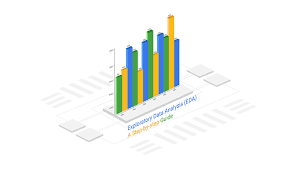 Exploratory Data Analysis (EDA)
A Step-by-step Guide